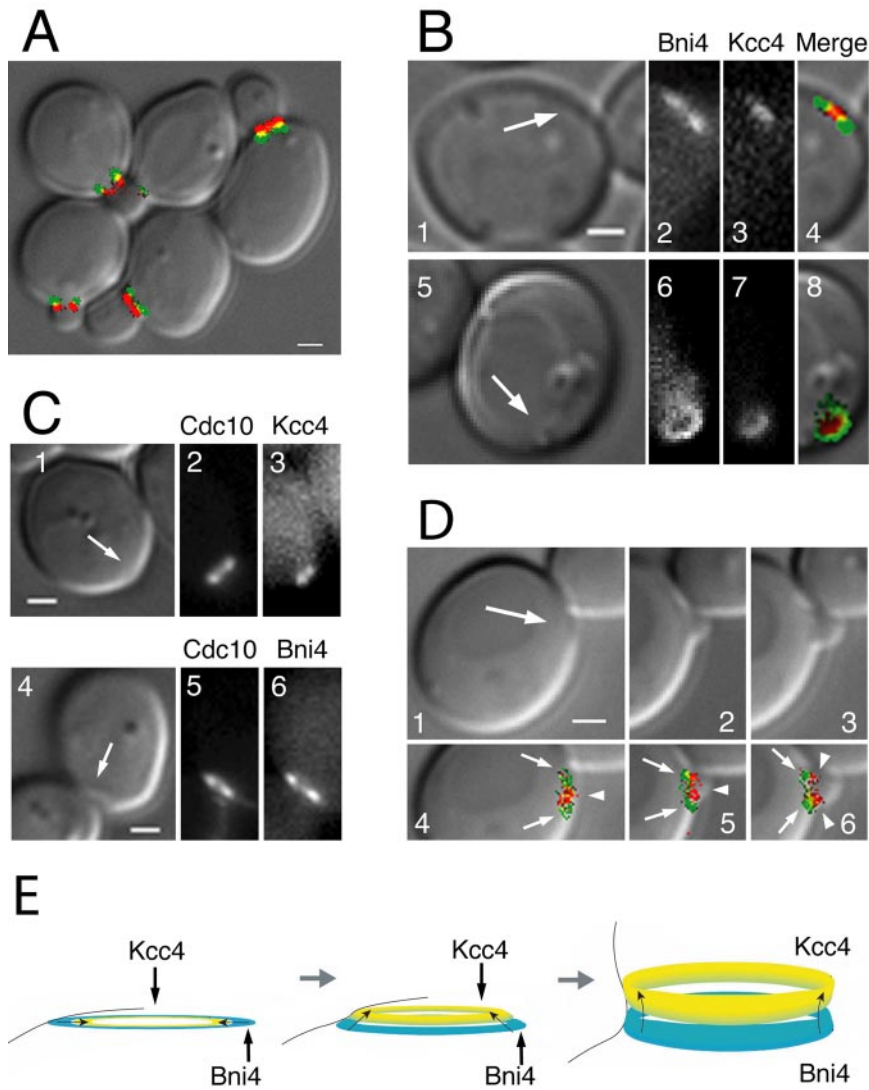 A
B
Bni4 Kcc4 Merge
1 2 3 4
5 6 7 8
C
Cdc10 Kcc4
1 2 3
Cdc10 Bni4
4 5 6
D
1 2 3
4 5 6
E
Kcc4 Kcc4 Kcc4
Bni4 Bni4 Bni4